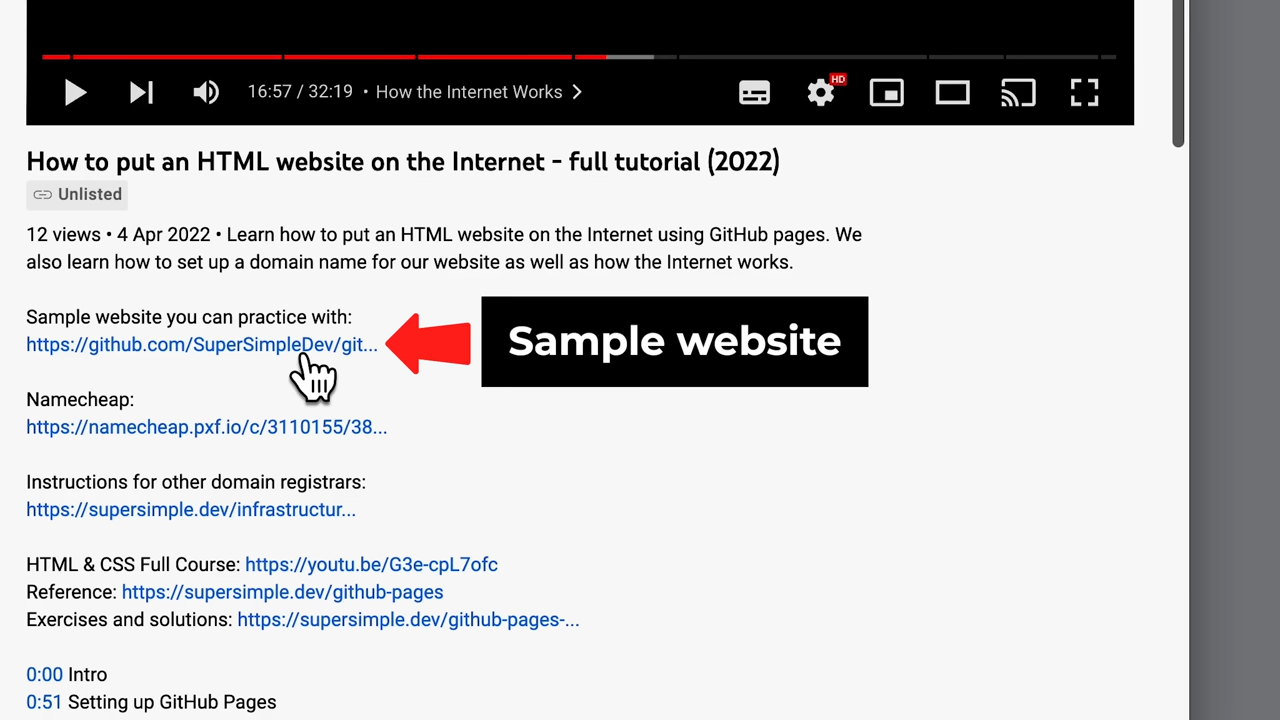 16:57 / 32:19 • How the Internet Works
HD
How to put an HTML website on the Internet - full tutorial (2022)
Unlisted
12 views • 4 Apr 2022 • Learn how to put an HTML website on the Internet using GitHub pages. We
also learn how to set up a domain name for our website as well as how the Internet works.
Sample website you can practice with:
https://github.com/SuperSimpleDev/git...
Sample website
Namecheap:
https://namecheap.pxf.io/c/3110155/38...
Instructions for other domain registrars:
https://supersimple.dev/infrastructur...
HTML & CSS Full Course: https://youtu.be/G3e-cpL7ofc
Reference: https://supersimple.dev/github-pages
Exercises and solutions: https://supersimple.dev/github-pages-...
0:00 Intro
0:51 Setting up GitHub Pages